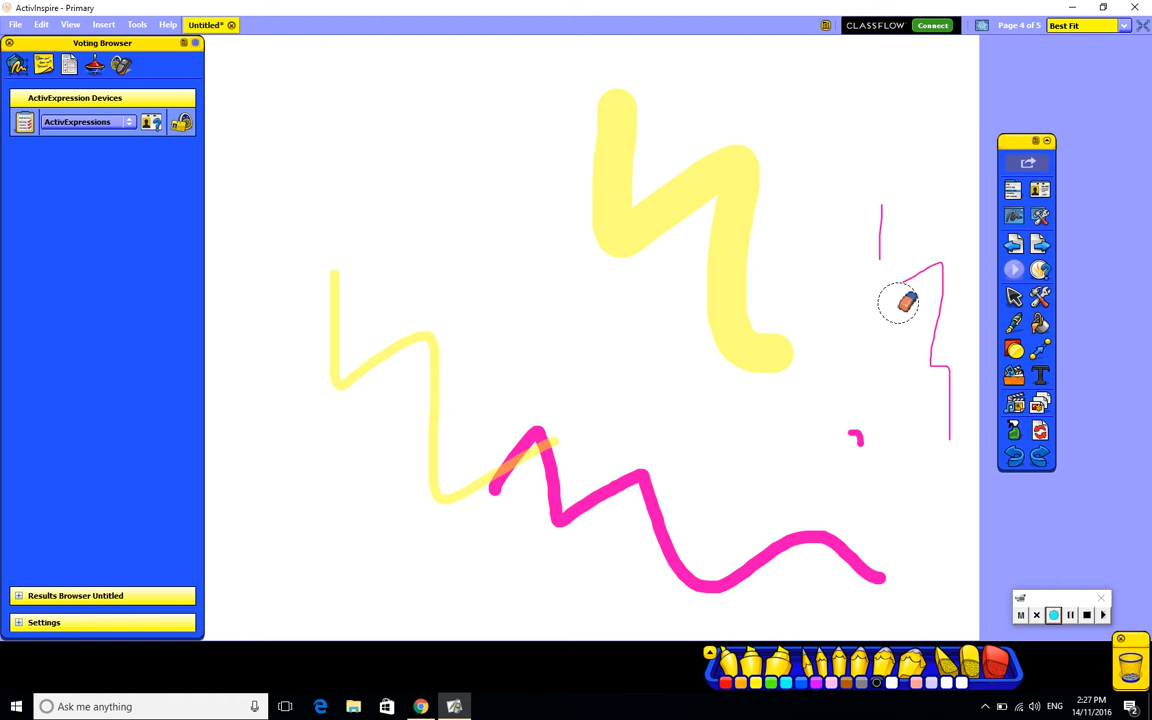 ActivInspire - Primary
File Edit View Insert Tools Help Untitled* CLASSFLOW Connect Page 4 of 5 Best Fit
Voting Browser
ActivExpression Devices
ActivExpressions
Results Browser Untitled
Settings
M
Ask me anything
ENG
2:27 PM
14/11/2016
2